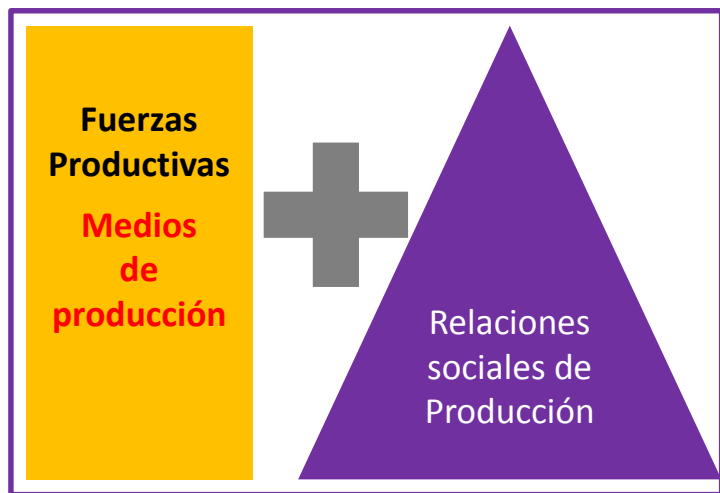 Fuerzas
Productivas
Medios
de
producción
Relaciones
sociales de
Producción